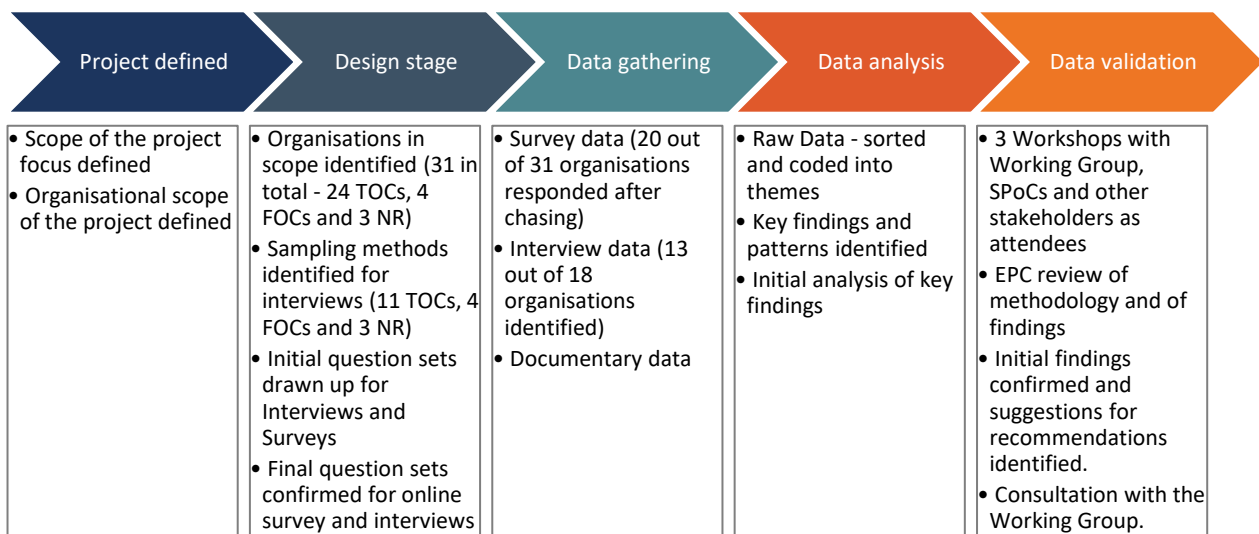 Project defined
Design stage
Data gathering
Data analysis
Data validation
• Scope of the project
focus defined
• Organisational scope
of the project defined
• Organisations in
scope identified (31 in
total - 24 TOCs, 4
FOCs and 3 NR)
• Sampling methods
identified for
interviews (11 TOCs, 4
FOCs and 3 NR)
• Initial question sets
drawn up for
Interviews and
Surveys
• Final question sets
confirmed for online
survey and interviews
• Survey data (20 out
of 31 organisations
responded after
chasing)
• Interview data (13
out of 18
organisations
identified)
• Documentary data
• Raw Data - sorted
and coded into
themes
• Key findings and
patterns identified
• Initial analysis of key
findings
• 3 Workshops with
Working Group,
SPoCs and other
stakeholders as
attendees
• EPC review of
methodology and of
findings
• Initial findings
confirmed and
suggestions for
recommendations
identified.
• Consultation with the
Working Group.